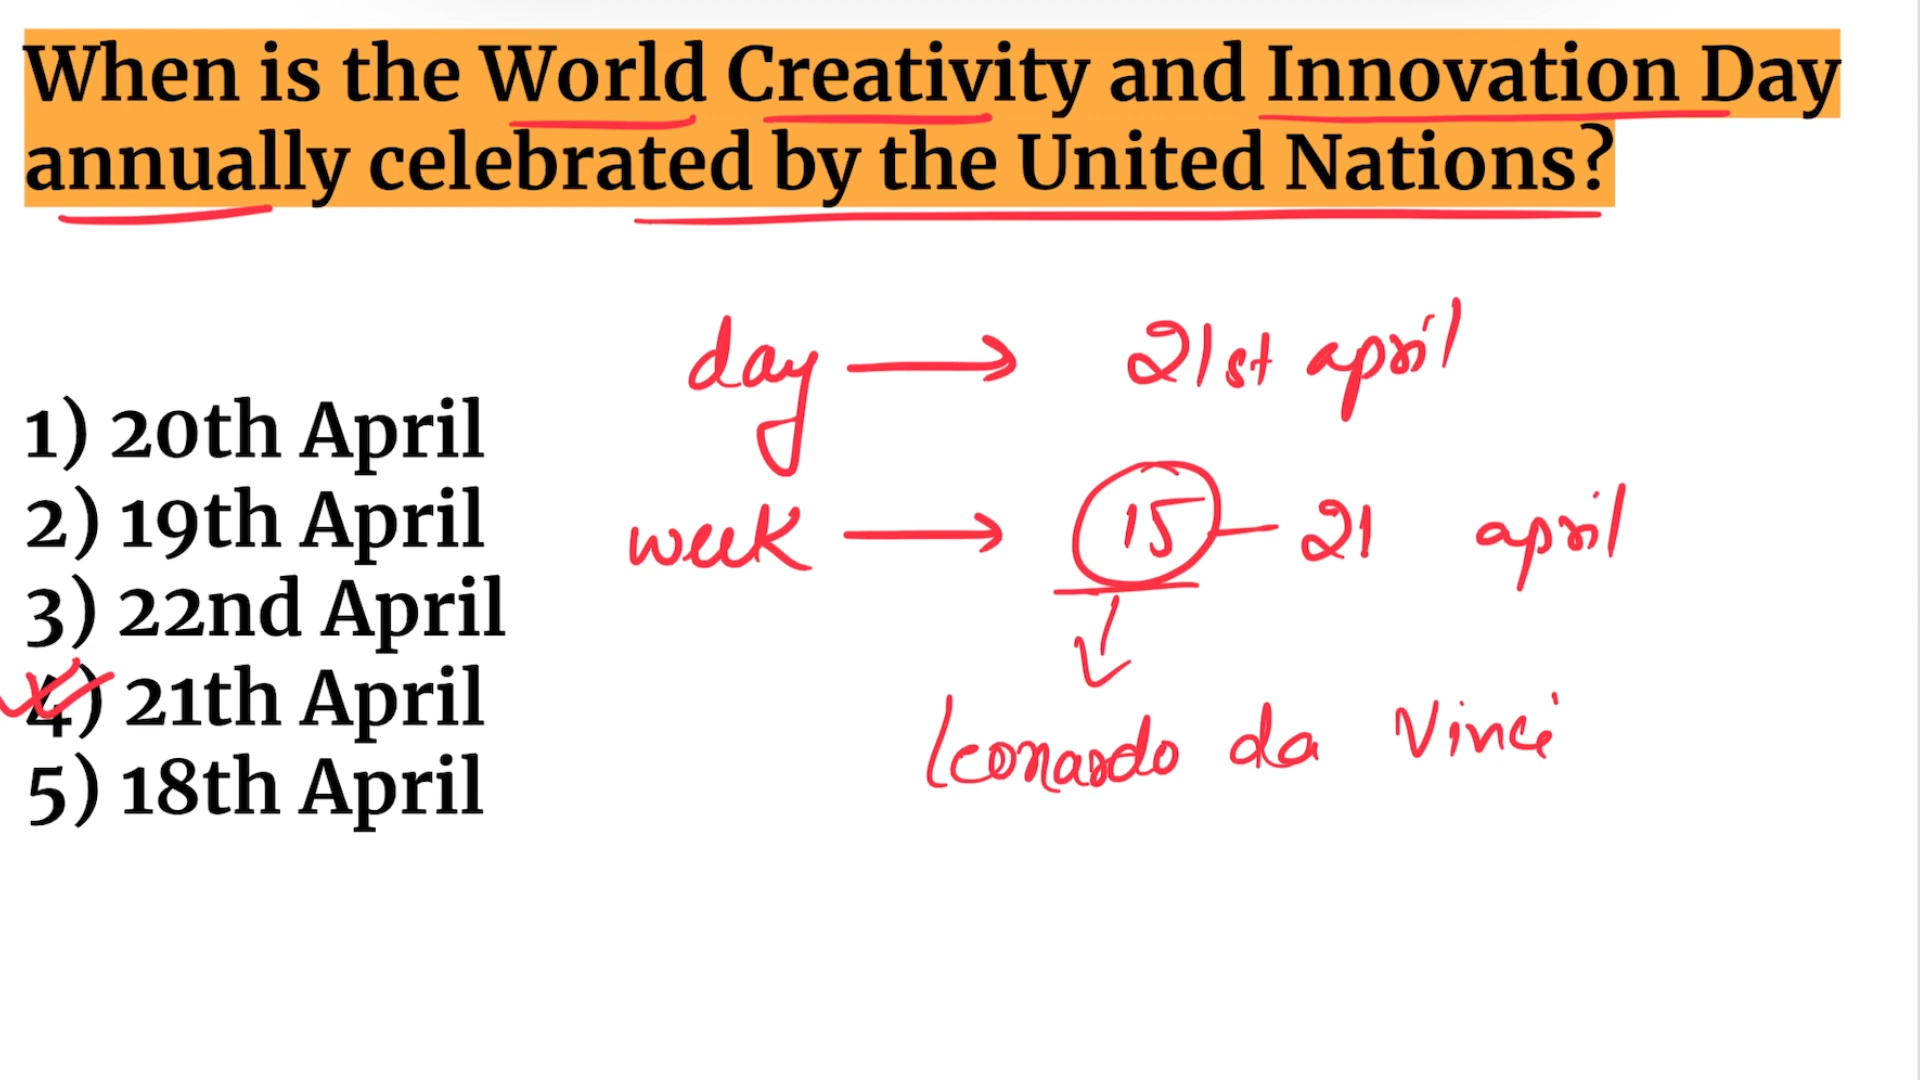 When is the World Creativity and Innovation Day
annually celebrated by the United Nations?
day → 21st april
1) 20th April
week → 15 - 21 april
2) 19th April
3) 22nd April
4) 21th April
Leonardo da Vinci
5) 18th April